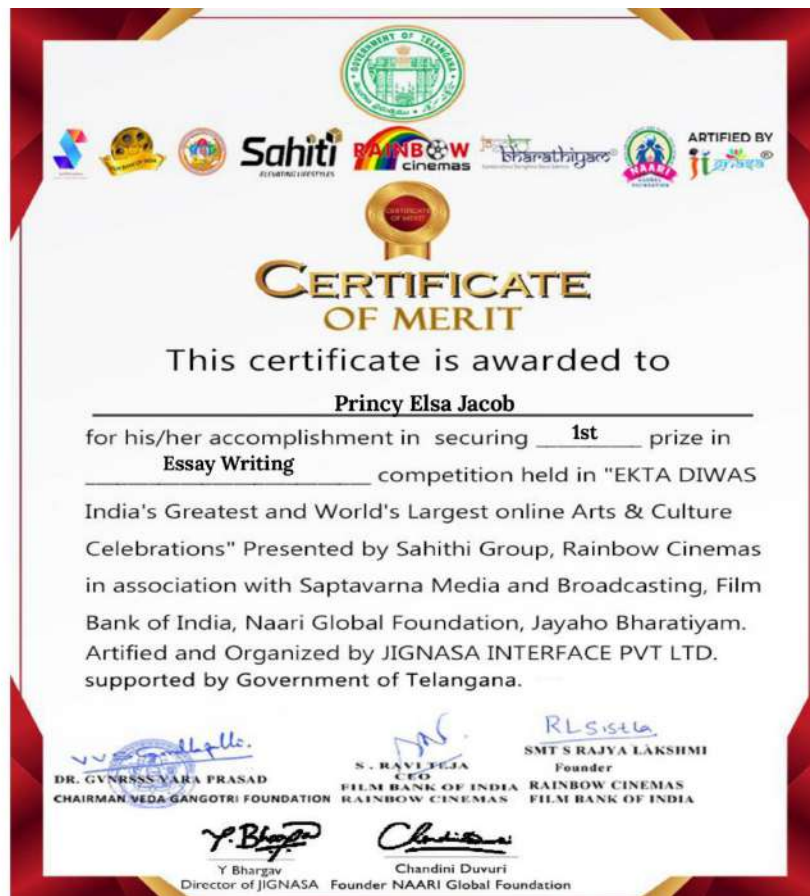 GOVERNMENT OF TELANGANA
Sahiti
ELEVATING LIFESTYLES
RAINBOW
cinemas
bharathiyam
NAARI
ARTIFIED BY
jignasa
CERTIFICATE
OF MERIT
CERTIFICATE
OF MERIT
This certificate is awarded to
Princy Elsa Jacob
for his/her accomplishment in securing 1st prize in
Essay Writing competition held in "EKTA DIWAS
India's Greatest and World's Largest online Arts & Culture
Celebrations" Presented by Sahithi Group, Rainbow Cinemas
in association with Saptavarna Media and Broadcasting, Film
Bank of India, Naari Global Foundation, Jayaho Bharatiyam.
Artified and Organized by JIGNASA INTERFACE PVT LTD.
supported by Government of Telangana.
RLSistla
DR. GVNRSSS VARA PRASAD
CHAIRMAN VEDA GANGOTRI FOUNDATION
S . RAVI TEJA
CEO
FILM BANK OF INDIA
RAINBOW CINEMAS
SMT S RAJYA LAKSHMI
Founder
RAINBOW CINEMAS
FILM BANK OF INDIA
Y Bhargav
Director of JIGNASA
Chandini Duvuri
Founder NAARI Global Foundation